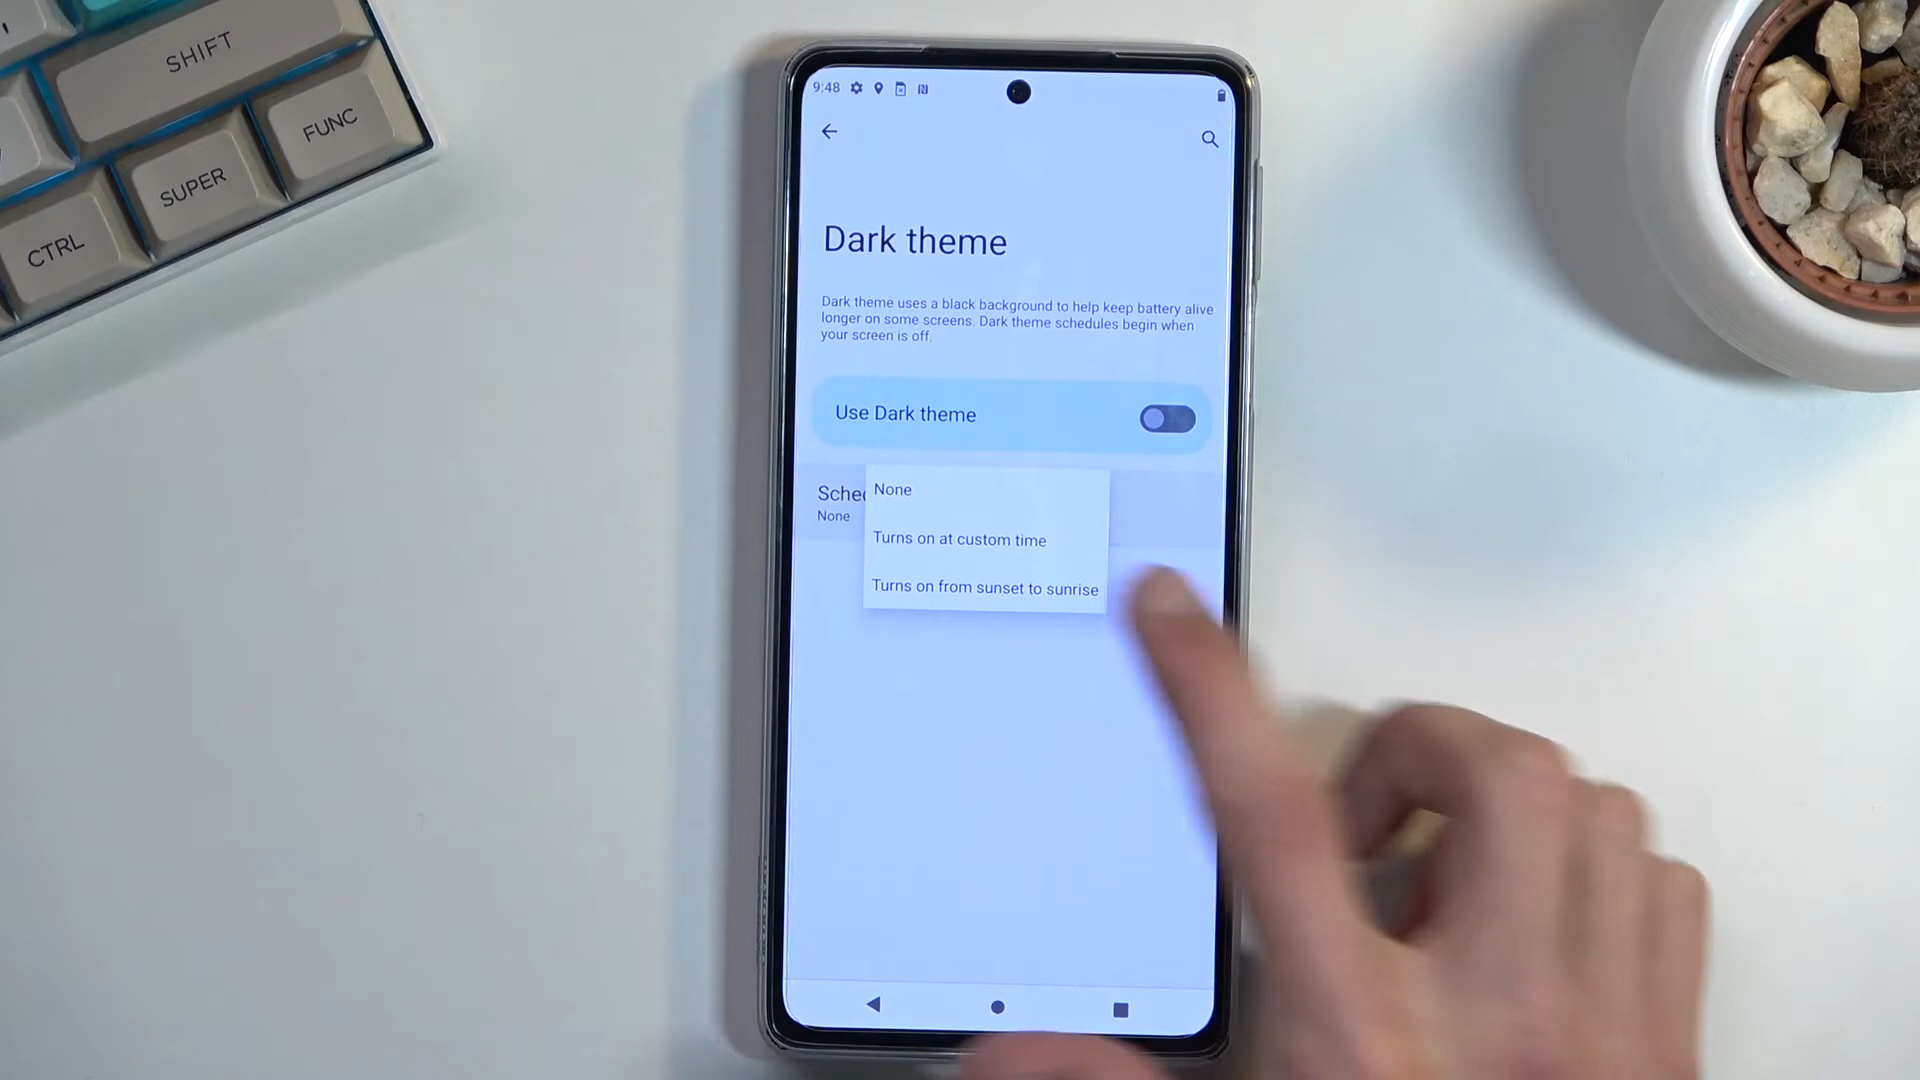 SHIFT
FUNC
SUPER
CTRL
9:48
Dark theme
Dark theme uses a black background to help keep battery alive
longer on some screens. Dark theme schedules begin when
your screen is off.
Use Dark theme
Sched
None
None
Turns on at custom time
Turns on from sunset to sunrise